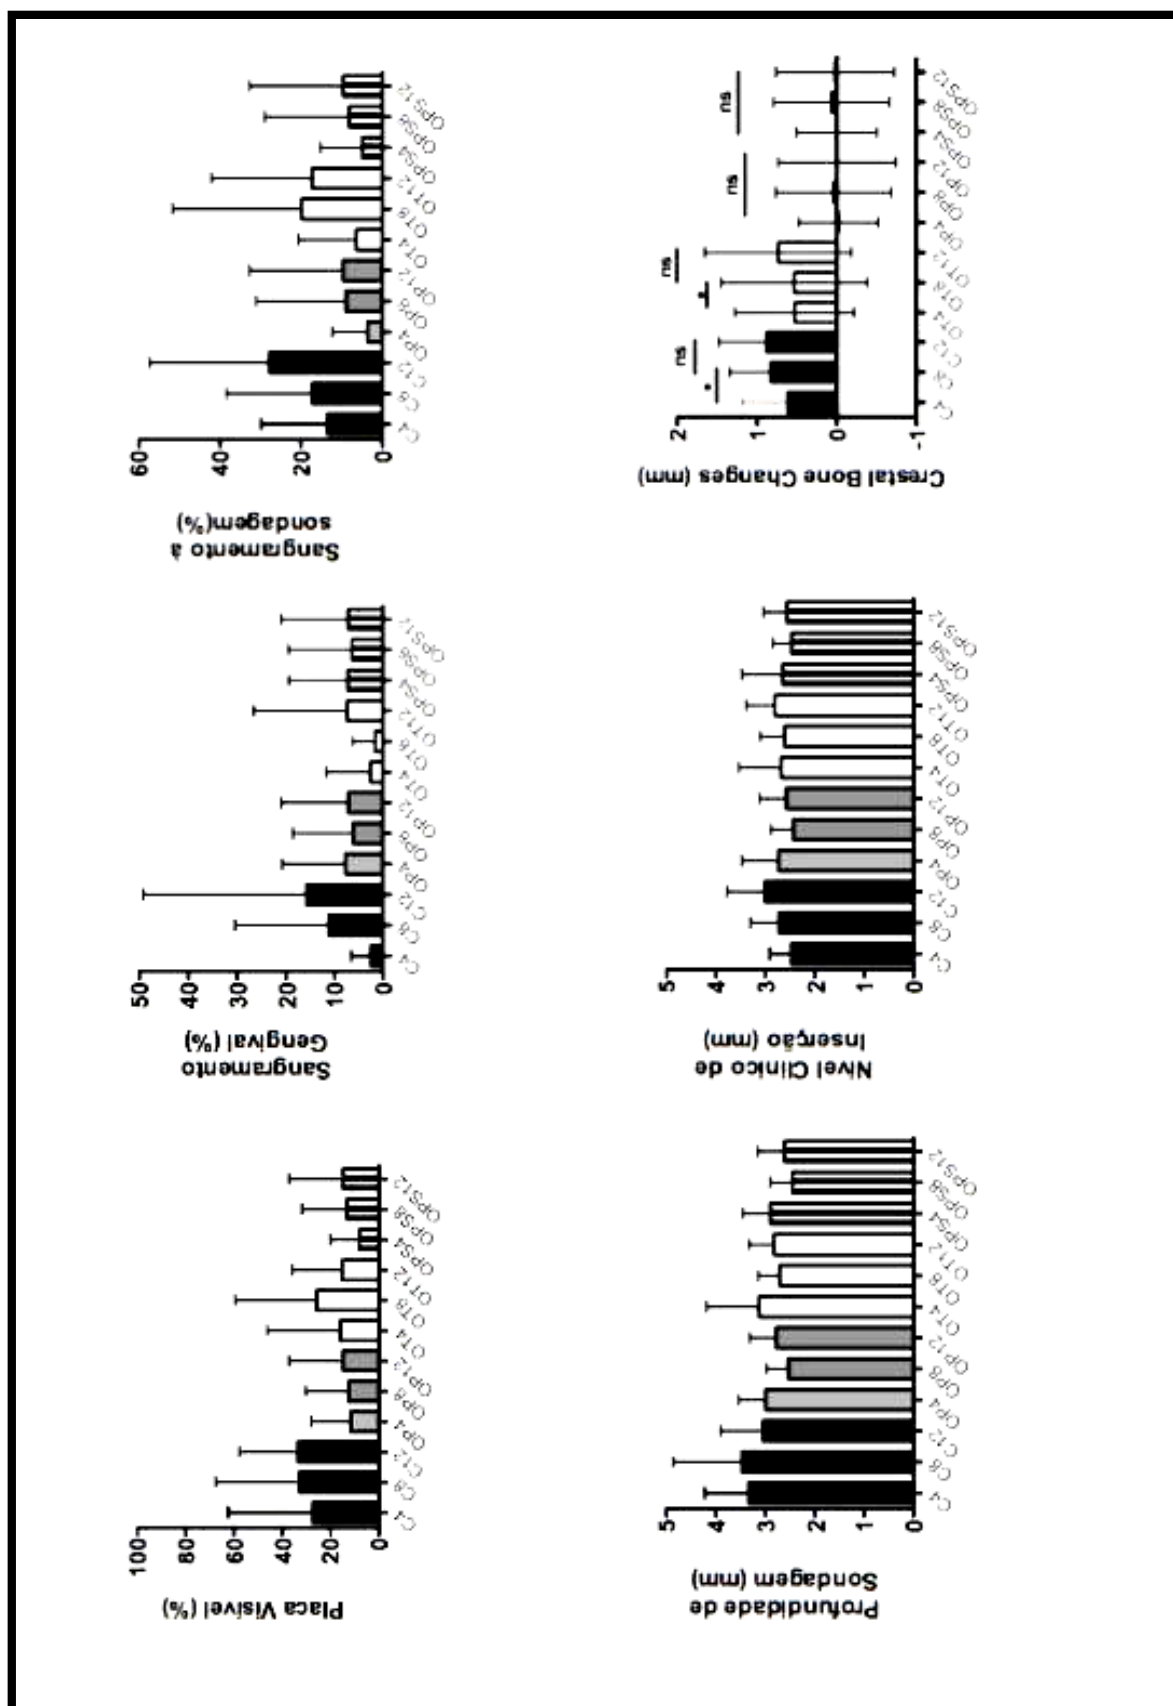 Placa Visível (%)
100
80
60
40
20
0
C4 C8 C12 OP4 OP8 OP12 OT4 OT8 OT12 OPS4 OPS8 OPS12
Sangramento
Gengival (%)
50
40
30
20
10
0
C4 C8 C12 OP4 OP8 OP12 OT4 OT8 OT12 OPS4 OPS8 OPS12
Sangramento à
sondagem(%)
60
40
20
0
C4 C8 C12 OP4 OP8 OP12 OT4 OT8 OT12 OPS4 OPS8 OPS12
Profundidade de
Sondagem (mm)
5
4
3
2
1
0
C4 C8 C12 OP4 OP8 OP12 OT4 OT8 OT12 OPS4 OPS8 OPS12
Nível Clínico de
Inserção (mm)
5
4
3
2
1
0
C4 C8 C12 OP4 OP8 OP12 OT4 OT8 OT12 OPS4 OPS8 OPS12
Crestal Bone Changes (mm)
2
1
0
-1
* ns ns ns ns
C4 C8 C12 OT4 OT8 OT12 OP4 OP8 OP12 OPS4 OPS8 OPS12